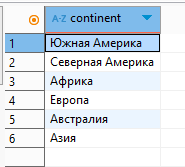 A-Z continent
1 Южная Америка
2 Северная Америка
3 Африка
4 Европа
5 Австралия
6 Азия